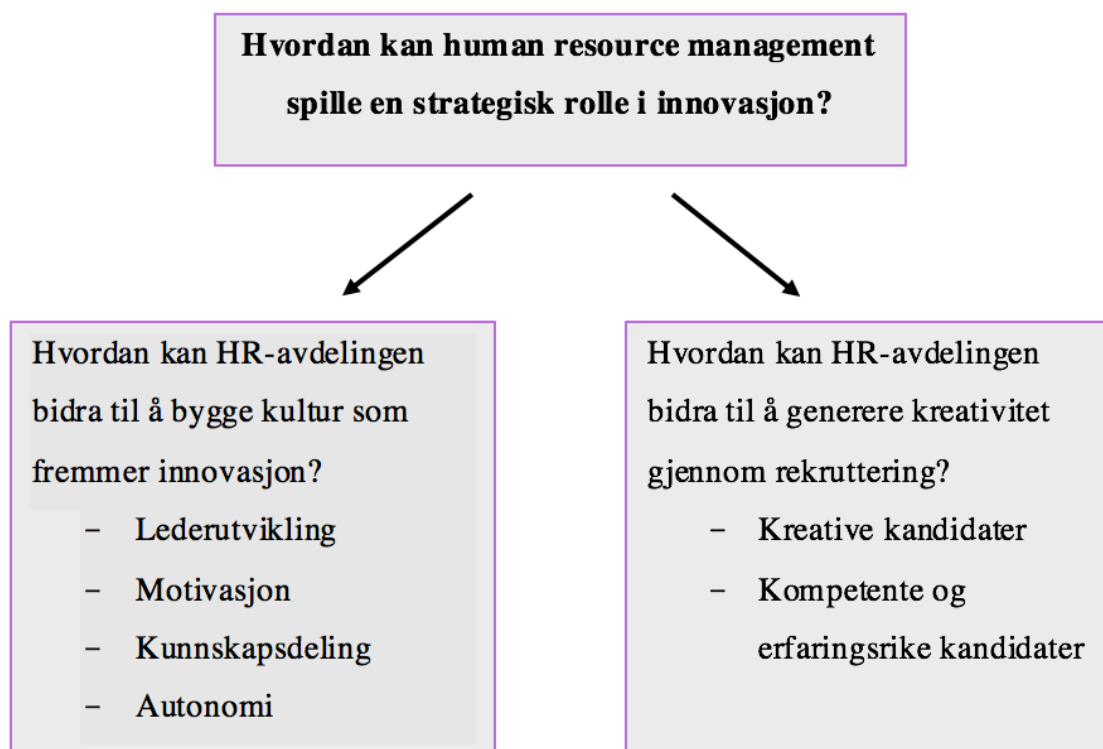 Hvordan kan human resource management
spille en strategisk rolle i innovasjon?
Hvordan kan HR-avdelingen
bidra til å bygge kultur som
fremmer innovasjon?
– Lederutvikling
– Motivasjon
– Kunnskapsdeling
– Autonomi
Hvordan kan HR-avdelingen
bidra til å generere kreativitet
gjennom rekruttering?
– Kreative kandidater
– Kompetente og
erfaringsrike kandidater